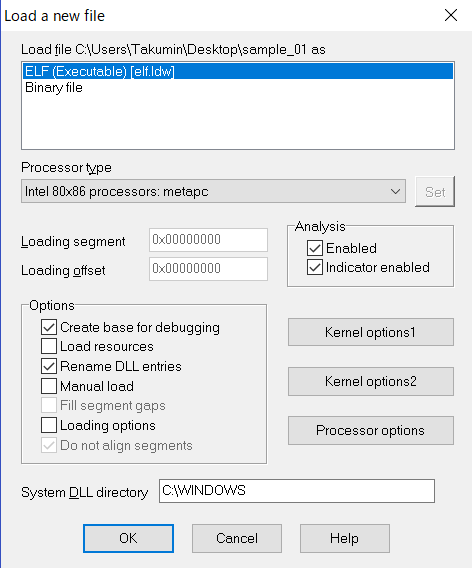 Load a new file
Load file C:\Users\Takumin\Desktop\sample_01 as
ELF (Executable) [elf.ldw]
Binary file
Processor type
Intel 80x86 processors: metapc
Set
Loading segment 0x00000000
Loading offset 0x00000000
Analysis
Enabled
Indicator enabled
Options
Create base for debugging
Load resources
Rename DLL entries
Manual load
Fill segment gaps
Loading options
Do not align segments
Kernel options1
Kernel options2
Processor options
System DLL directory C:\WINDOWS
OK Cancel Help